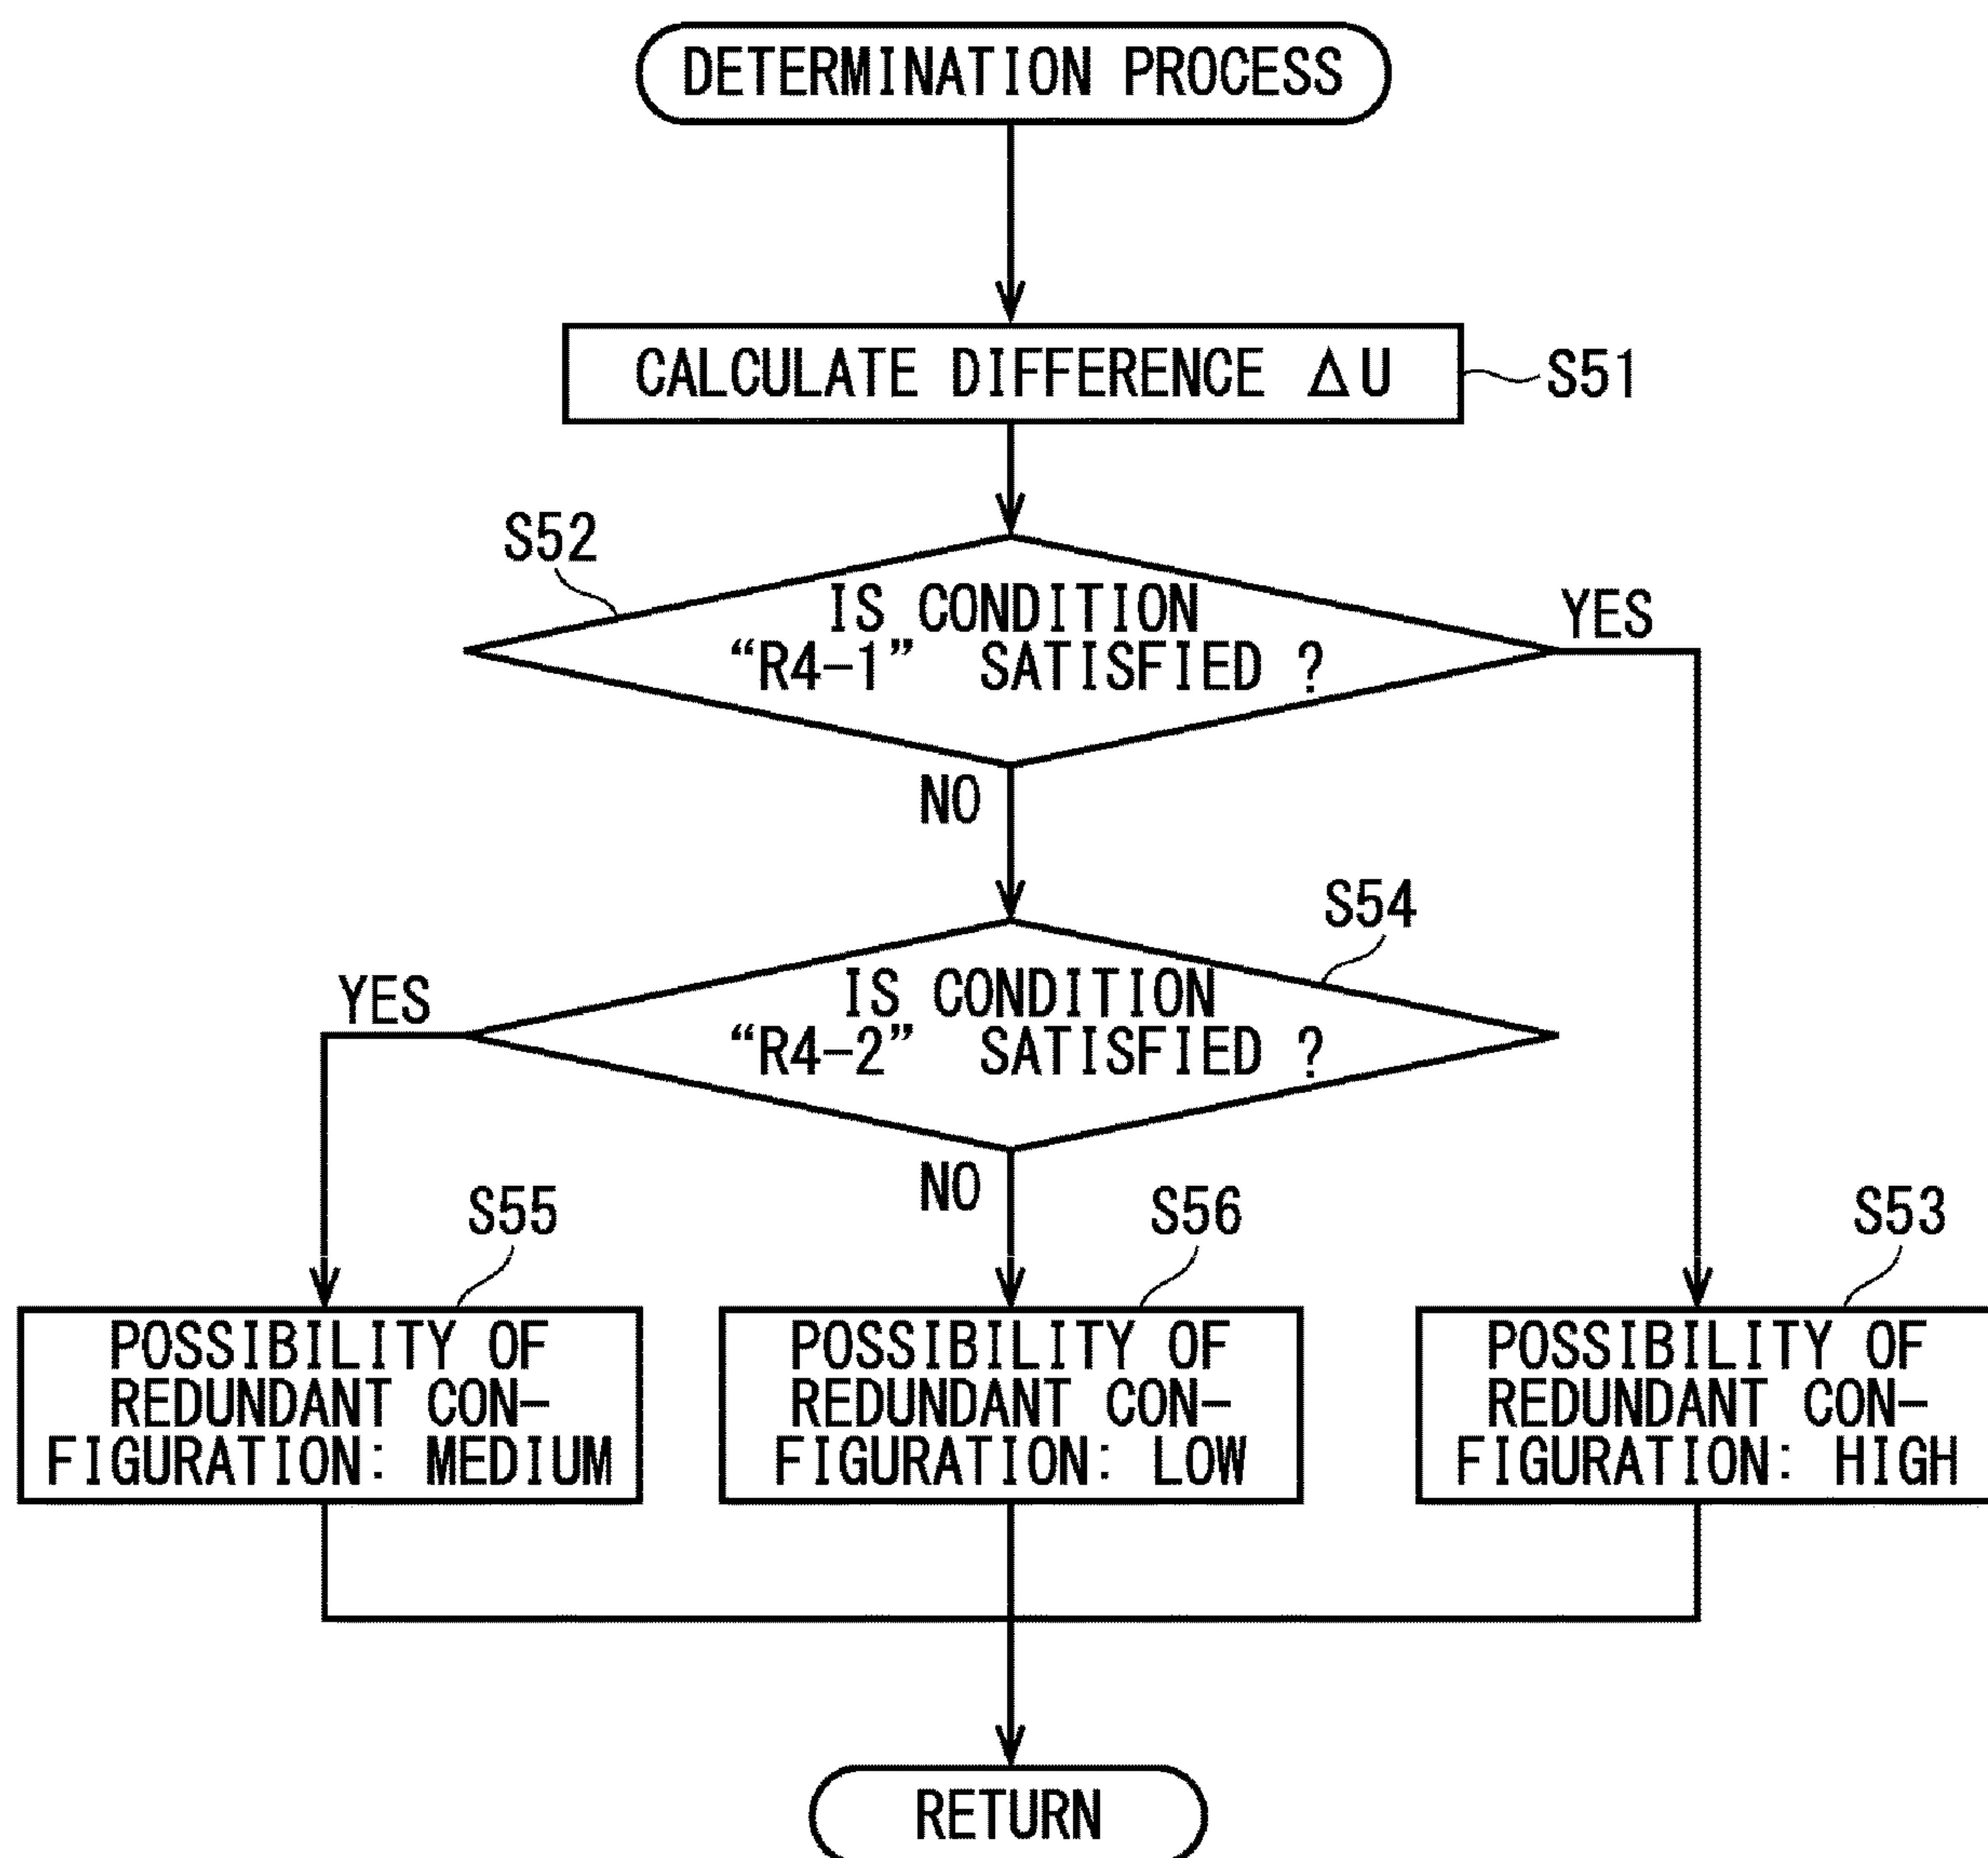 DETERMINATION PROCESS
CALCULATE DIFFERENCE ΔU
S51
S52
IS CONDITION
“R4-1” SATISFIED ?
YES
NO
S54
IS CONDITION
“R4-2” SATISFIED ?
YES
NO
S55
POSSIBILITY OF
REDUNDANT CON-
FIGURATION: MEDIUM
S56
POSSIBILITY OF
REDUNDANT CON-
FIGURATION: LOW
S53
POSSIBILITY OF
REDUNDANT CON-
FIGURATION: HIGH
RETURN